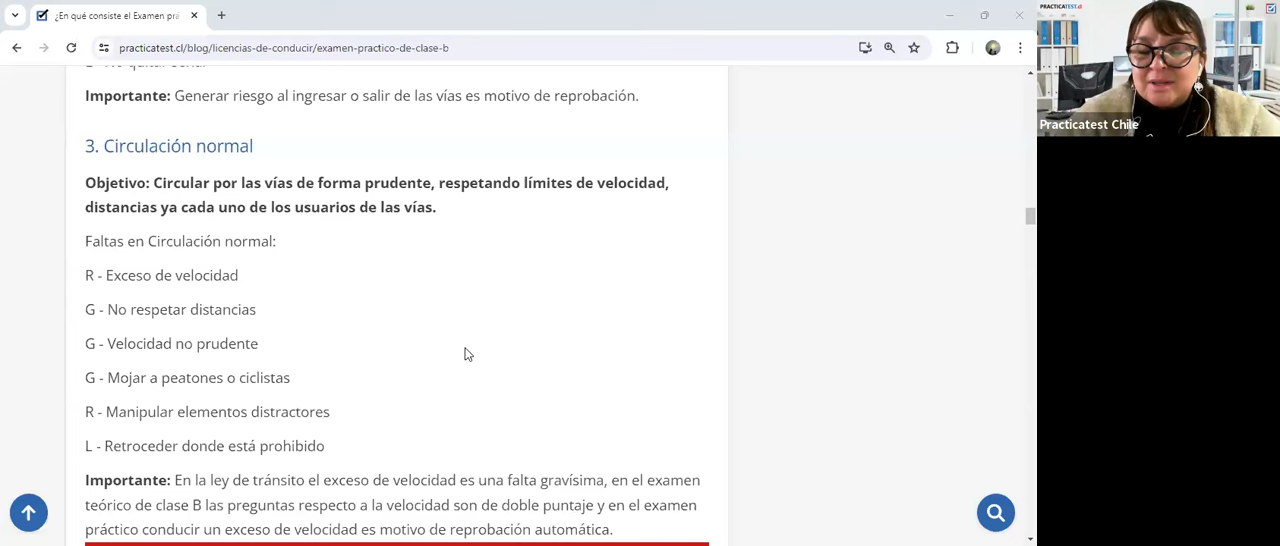 ¿En qué consiste el Examen prá
practicatest.cl/blog/licencias-de-conducir/examen-practico-de-clase-b
PRACTICATEST.cl
Practicatest Chile
Importante: Generar riesgo al ingresar o salir de las vías es motivo de reprobación.
3. Circulación normal
Objetivo: Circular por las vías de forma prudente, respetando límites de velocidad,
distancias ya cada uno de los usuarios de las vías.
Faltas en Circulación normal:
R - Exceso de velocidad
G - No respetar distancias
G - Velocidad no prudente
G - Mojar a peatones o ciclistas
R - Manipular elementos distractores
L - Retroceder donde está prohibido
Importante: En la ley de tránsito el exceso de velocidad es una falta gravísima, en el examen
teórico de clase B las preguntas respecto a la velocidad son de doble puntaje y en el examen
práctico conducir un exceso de velocidad es motivo de reprobación automática.